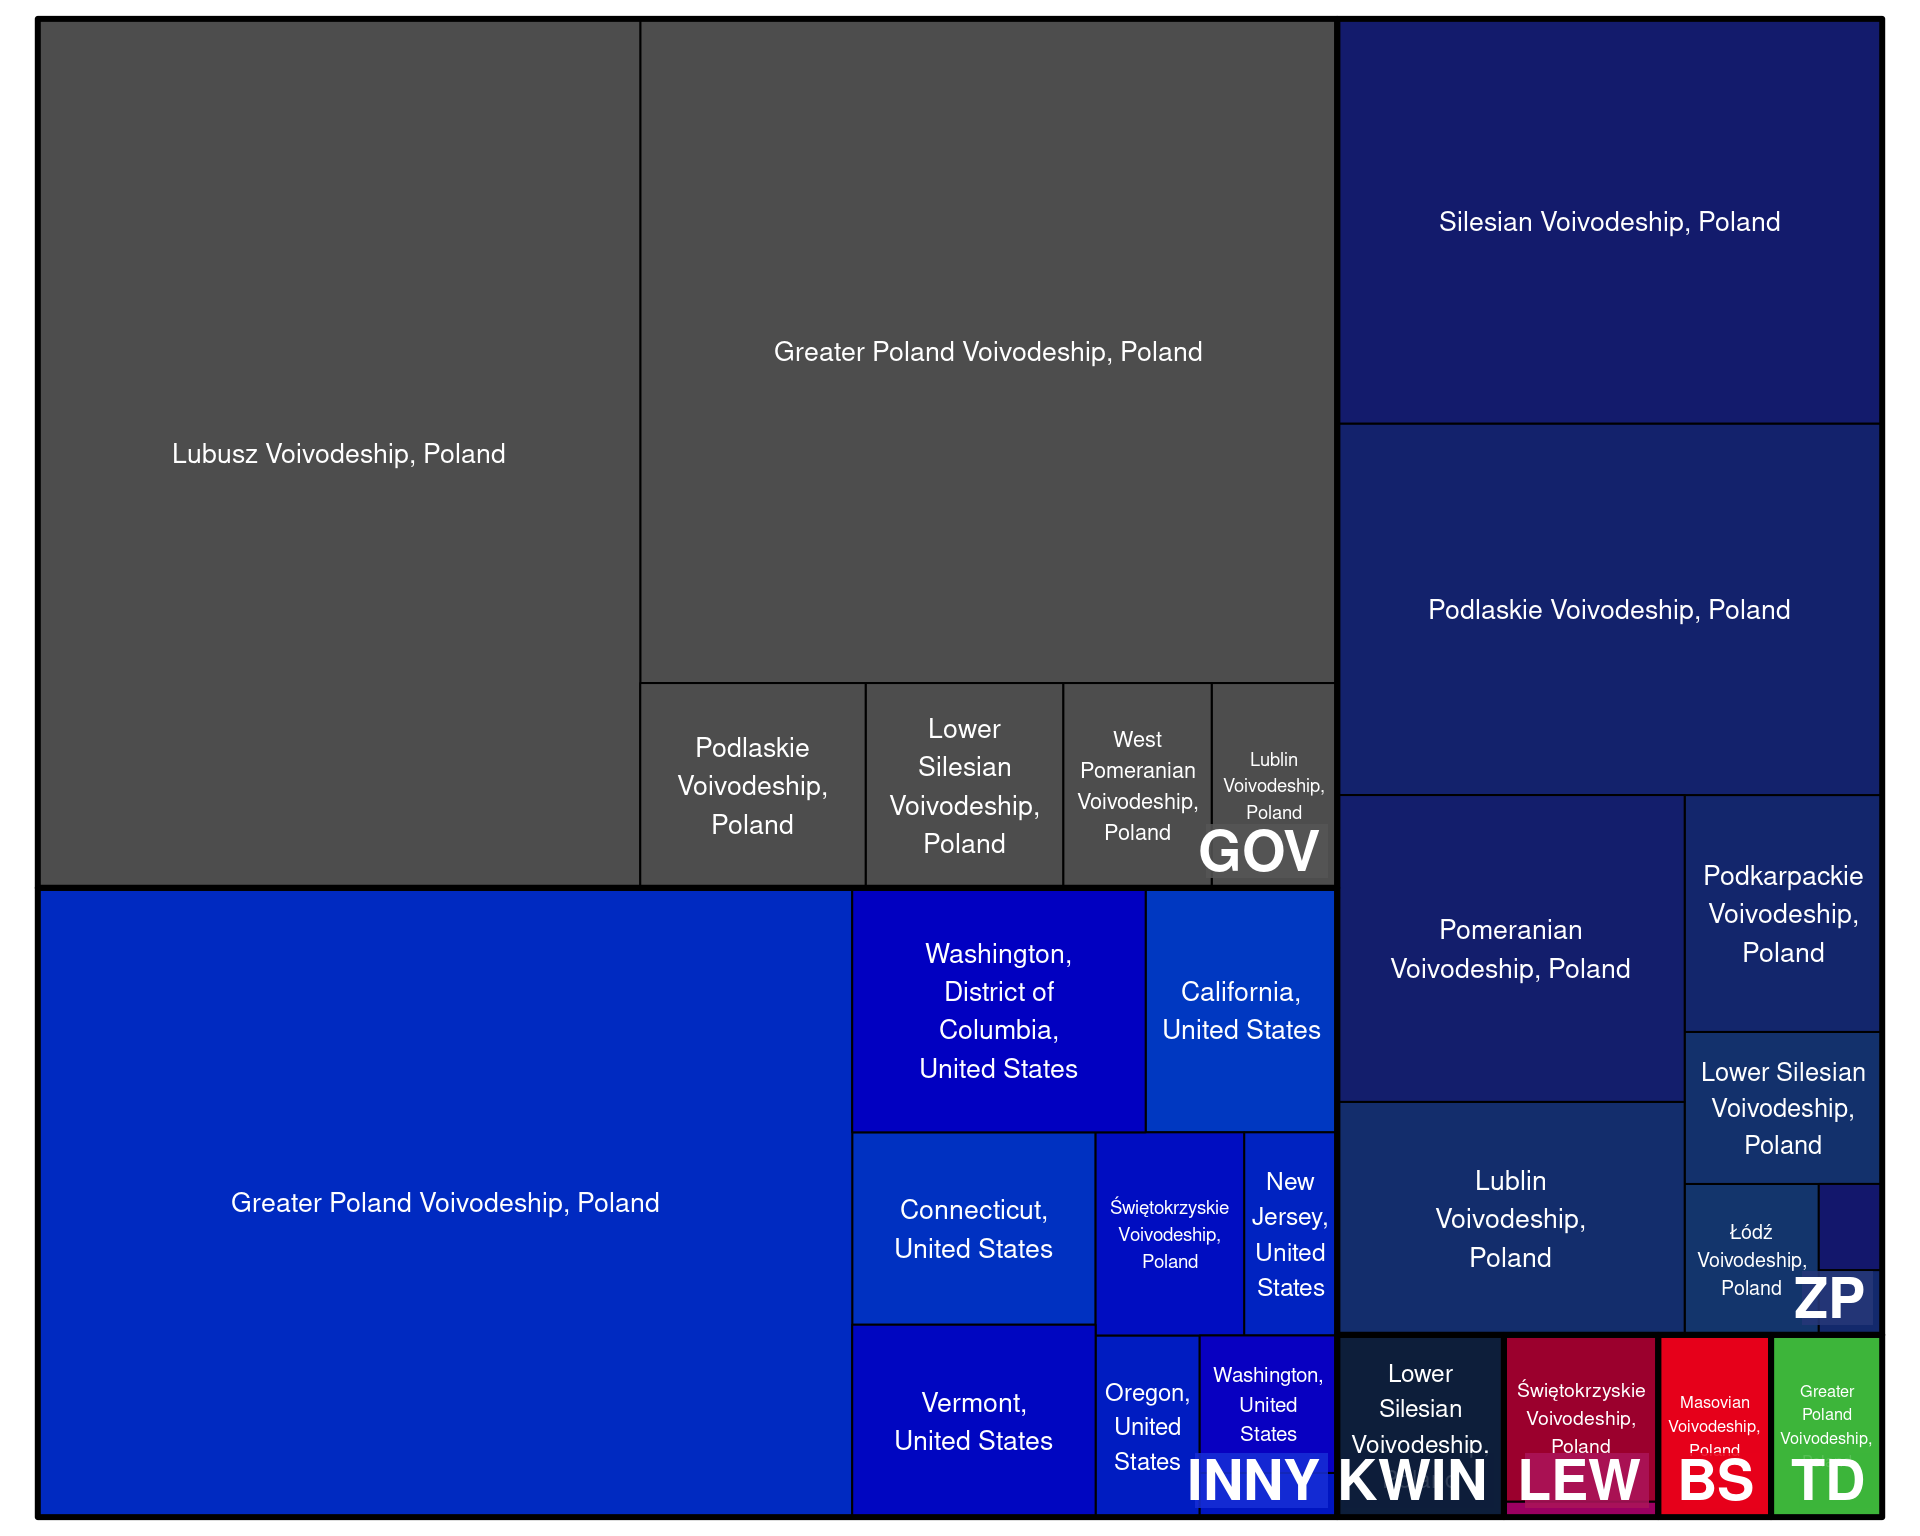 Lubusz Voivodeship, Poland
Greater Poland Voivodeship, Poland
Podlaskie
Voivodeship,
Poland
Lower
Silesian
Voivodeship,
Poland
West
Pomeranian
Voivodeship,
Poland
Lublin
Voivodeship,
Poland
GOV
Greater Poland Voivodeship, Poland
Washington,
District of
Columbia,
United States
California,
United States
Connecticut,
United States
Świętokrzyskie
Voivodeship,
Poland
New
Jersey,
United
States
Vermont,
United States
Oregon,
United
States
Washington,
United
States
INNY
Silesian Voivodeship, Poland
Podlaskie Voivodeship, Poland
Pomeranian
Voivodeship, Poland
Podkarpackie
Voivodeship,
Poland
Lower Silesian
Voivodeship,
Poland
Lublin
Voivodeship,
Poland
Łódź
Voivodeship,
Poland
ZP
Lower
Silesian
Voivodeship,
KWIN
Świętokrzyskie
Voivodeship,
Poland
LEW
Masovian
Voivodeship,
Poland
BS
Greater
Poland
Voivodeship,
TD